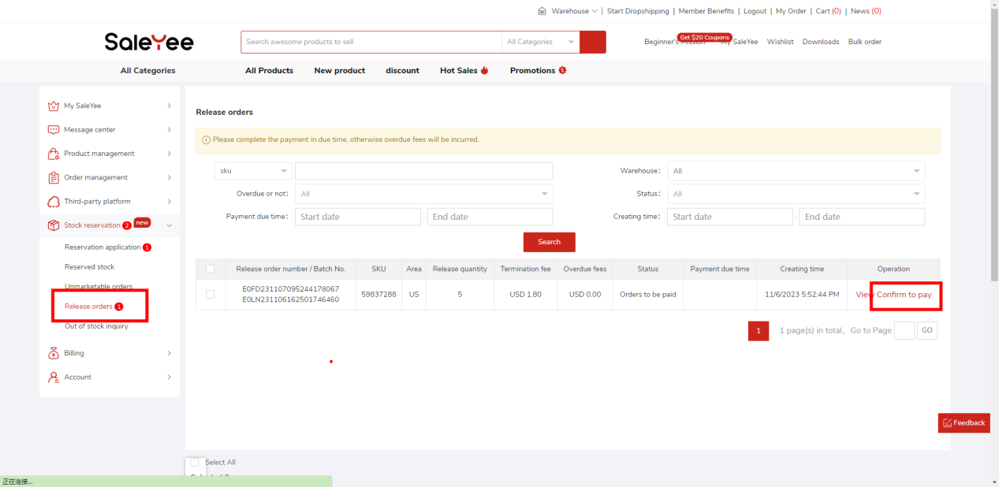 Warehouse | Start Dropshipping | Member Benefits | Logout | My Order | Cart (0) | News (0)
SaleYee
Search awesome products to sell All Categories
Get $20 Coupons
Beginner's Mission My SaleYee Wishlist Downloads Bulk order
All Categories All Products New product discount Hot Sales Promotions
My SaleYee
Message center
Product management
Order management
Third-party platform
Stock reservation 2 new
Reservation application 1
Reserved stock
Unmarketable orders
Release orders 1
Out of stock inquiry
Billing
Account
Release orders
Please complete the payment in due time, otherwise overdue fees will be incurred.
sku Warehouse: All
Overdue or not: All Status: All
Payment due time: Start date - End date Creating time: Start date - End date
Search
Release order number / Batch No. SKU Area Release quantity Termination fee Overdue fees Status Payment due time Creating time Operation
E0FD231107095244178067
E0LN231106162501746460
59837288 US 5 USD 1.80 USD 0.00 Orders to be paid 11/6/2023 5:52:44 PM View Confirm to pay
1 1 page(s) in total, Go to Page GO
Feedback
Select All
正在连接...